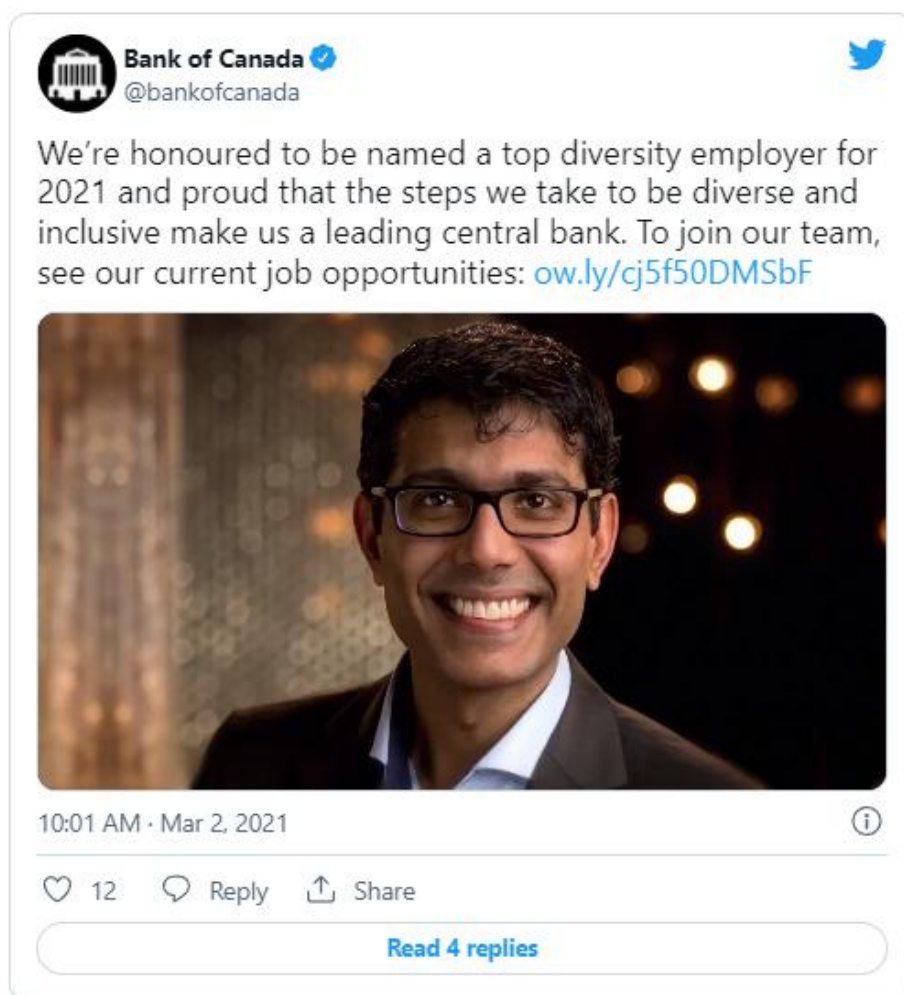 Bank of Canada
@bankofcanada
We’re honoured to be named a top diversity employer for
2021 and proud that the steps we take to be diverse and
inclusive make us a leading central bank. To join our team,
see our current job opportunities: ow.ly/cj5f50DMSbF
10:01 AM · Mar 2, 2021
12 Reply Share
Read 4 replies